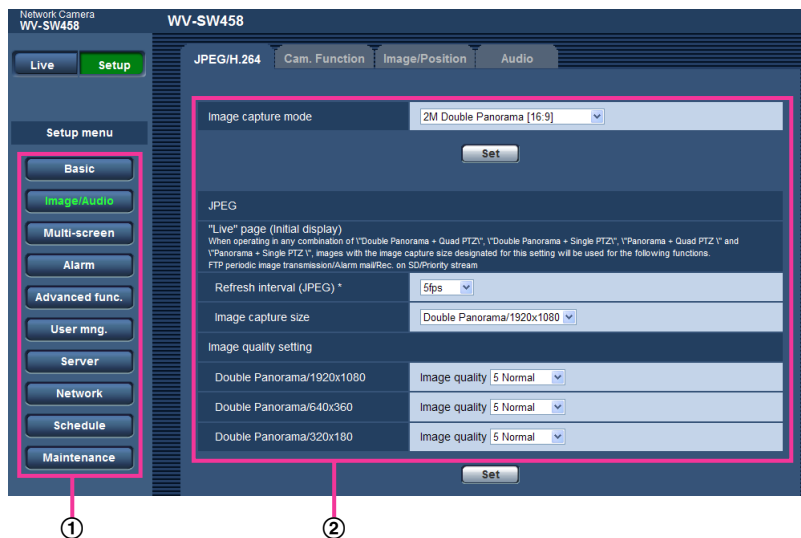 Network Camera
WV-SW458
WV-SW458
Live
Setup
JPEG/H.264
Cam. Function
Image/Position
Audio
Setup menu
Basic
Image/Audio
Multi-screen
Alarm
Advanced func.
User mng.
Server
Network
Schedule
Maintenance
Image capture mode
2M Double Panorama [16:9]
Set
JPEG
"Live" page (Initial display)
When operating in any combination of \"Double Panorama + Quad PTZ\", \"Double Panorama + Single PTZ\", \"Panorama + Quad PTZ \" and
\"Panorama + Single PTZ \", images with the image capture size designated for this setting will be used for the following functions.
FTP periodic image transmission/Alarm mail/Rec. on SD/Priority stream
Refresh interval (JPEG) *
5fps
Image capture size
Double Panorama/1920x1080
Image quality setting
Double Panorama/1920x1080
Image quality 5 Normal
Double Panorama/640x360
Image quality 5 Normal
Double Panorama/320x180
Image quality 5 Normal
Set
①
②